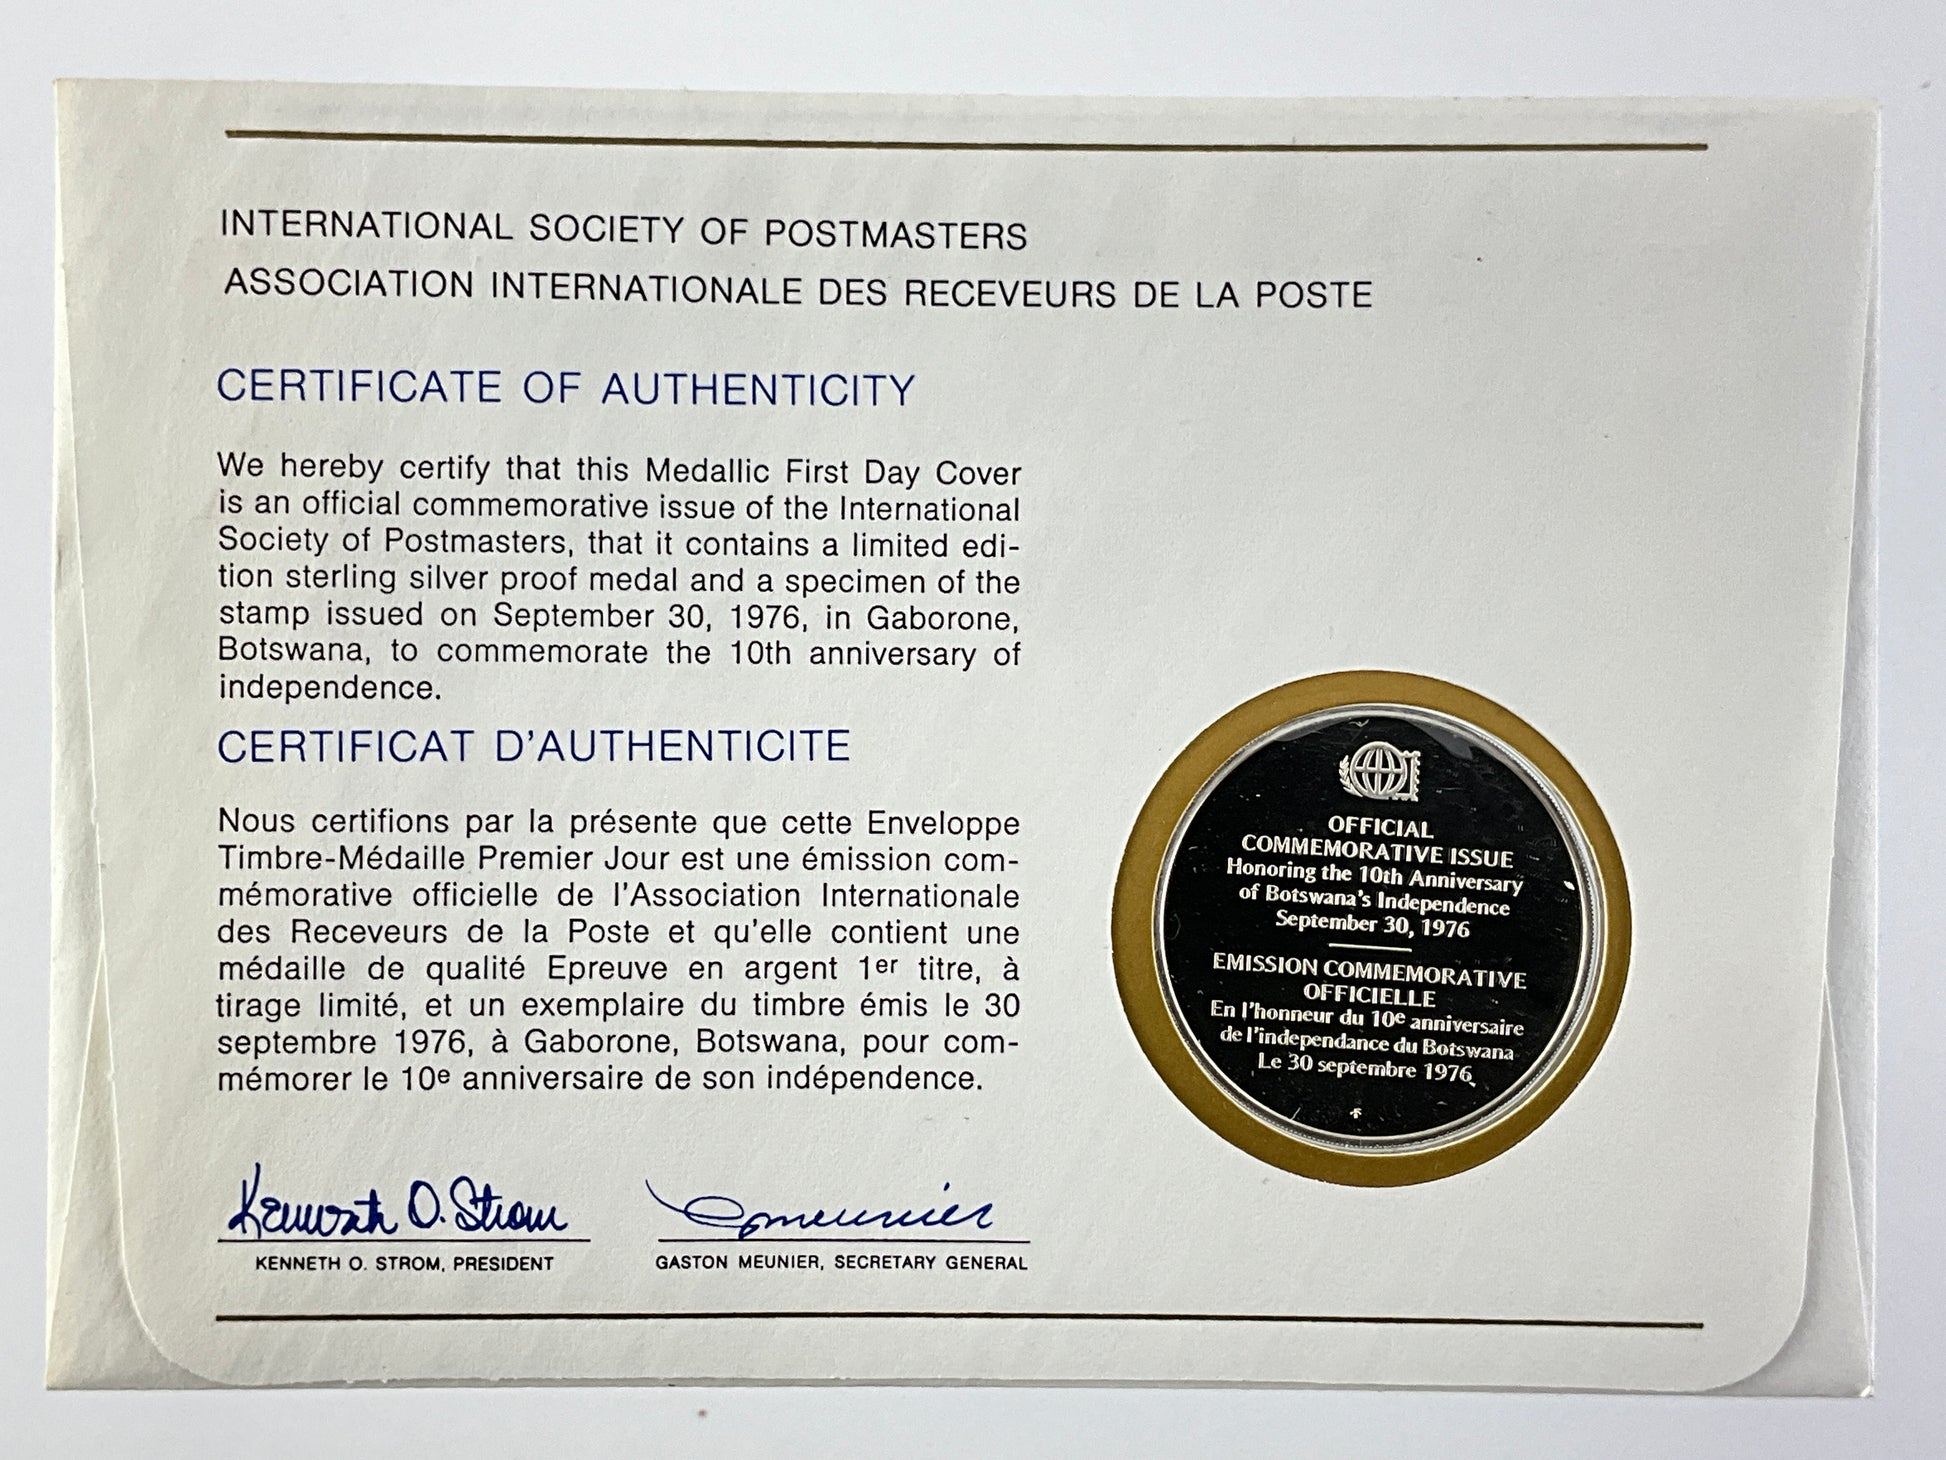 INTERNATIONAL SOCIETY OF POSTMASTERS
ASSOCIATION INTERNATIONALE DES RECEVEURS DE LA POSTE
CERTIFICATE OF AUTHENTICITY
We hereby certify that this Medallic First Day Cover
is an official commemorative issue of the International
Society of Postmasters, that it contains a limited edi-
tion sterling silver proof medal and a specimen of the
stamp issued on September 30, 1976, in Gaborone,
Botswana, to commemorate the 10th anniversary of
independence.
CERTIFICAT D'AUTHENTICITE
Nous certifions par la présente que cette Enveloppe
Timbre-Médaille Premier Jour est une émission com-
mémorative officielle de l'Association Internationale
des Receveurs de la Poste et qu'elle contient une
médaille de qualité Epreuve en argent 1er titre, à
tirage limité, et un exemplaire du timbre émis le 30
septembre 1976, à Gaborone, Botswana, pour com-
mémorer le 10e anniversaire de son indépendence.
Kenneth O. Strom
KENNETH O. STROM, PRESIDENT
G Meunier
GASTON MEUNIER, SECRETARY GENERAL
OFFICIAL
COMMEMORATIVE ISSUE
Honoring the 10th Anniversary
of Botswana's Independence
September 30, 1976
EMISSION COMMEMORATIVE
OFFICIELLE
En l'honneur du 10e anniversaire
de l'independance du Botswana
Le 30 septembre 1976